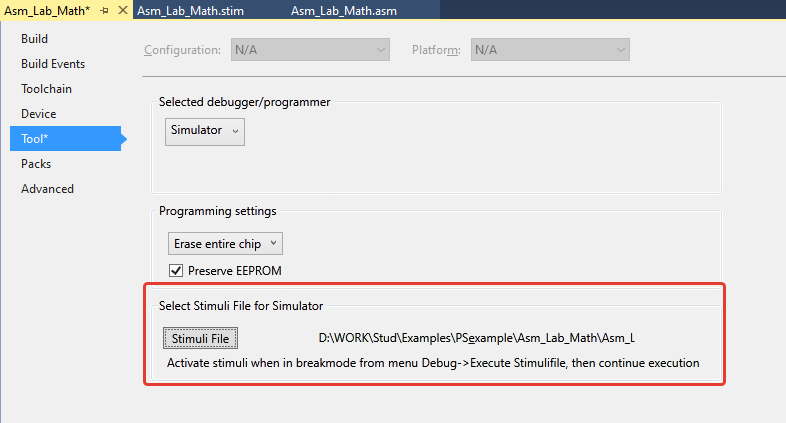 Asm_Lab_Math* Asm_Lab_Math.stim Asm_Lab_Math.asm
Build
Build Events
Toolchain
Device
Tool*
Packs
Advanced
Configuration: N/A Platform: N/A
Selected debugger/programmer
Simulator
Programming settings
Erase entire chip
Preserve EEPROM
Select Stimuli File for Simulator
Stimuli File D:\WORK\Stud\Examples\PSexample\Asm_Lab_Math\Asm_L
Activate stimuli when in breakmode from menu Debug->Execute Stimulifile, then continue execution